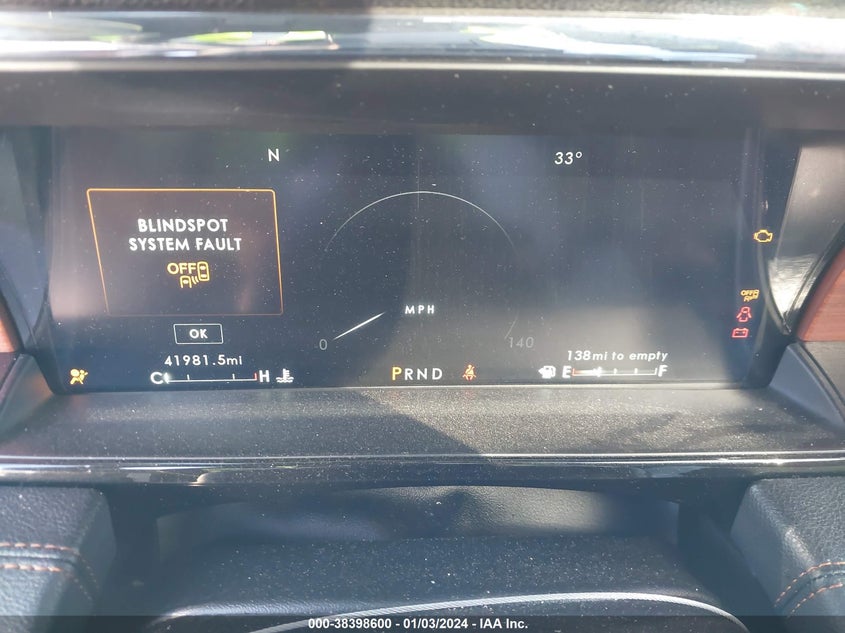 N
33°
BLINDSPOT
SYSTEM FAULT
OFF
OFF
MPH
0
140
OK
41981.5mi
138mi to empty
C H
PRND
E F
000-38398600 - 01/03/2024 - IAA Inc.